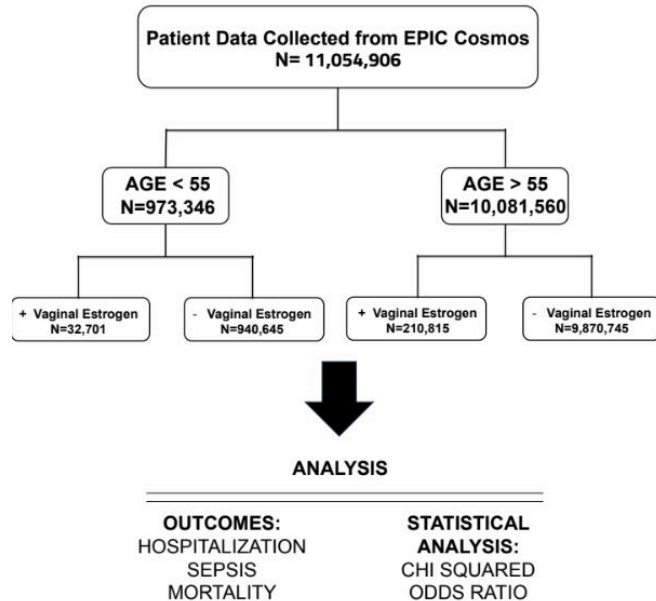 Patient Data Collected from EPIC Cosmos
N= 11,054,906
AGE < 55
N=973,346
AGE > 55
N=10,081,560
+ Vaginal Estrogen
N=32,701
- Vaginal Estrogen
N=940,645
+ Vaginal Estrogen
N=210,815
- Vaginal Estrogen
N=9,870,745
ANALYSIS
OUTCOMES:
HOSPITALIZATION
SEPSIS
MORTALITY
STATISTICAL
ANALYSIS:
CHI SQUARED
ODDS RATIO